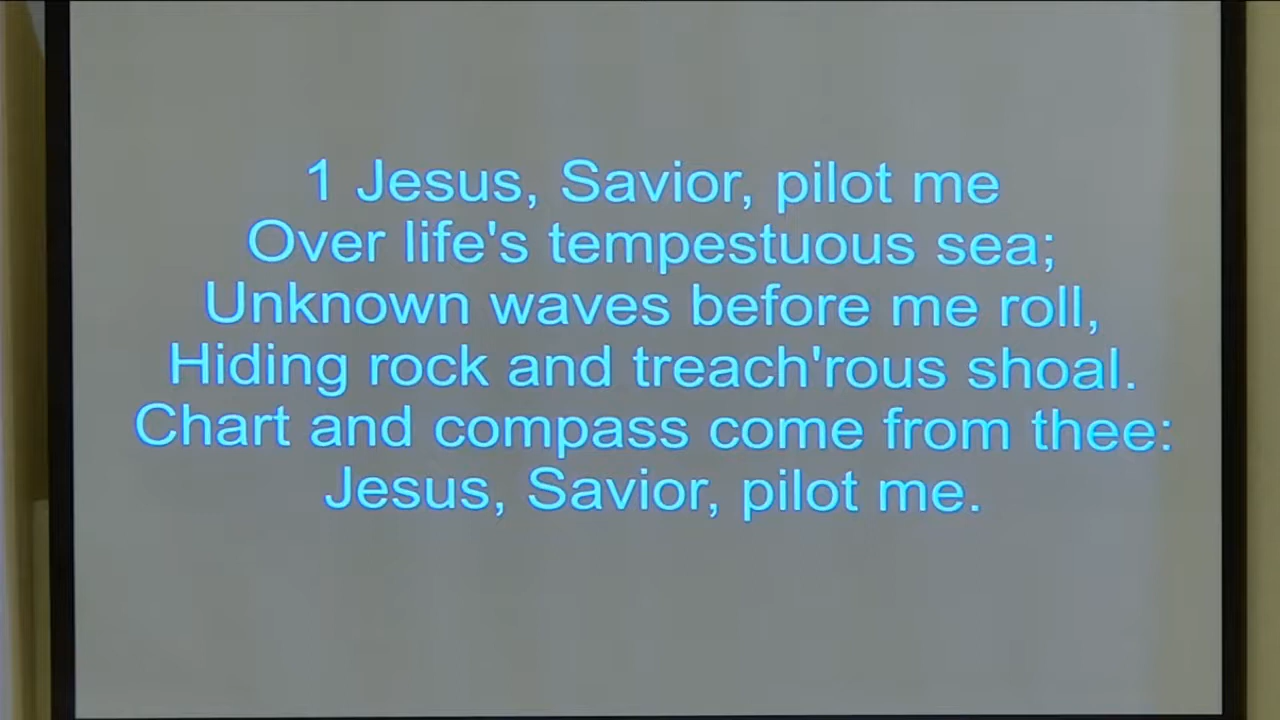 1 Jesus, Savior, pilot me
Over life's tempestuous sea;
Unknown waves before me roll,
Hiding rock and treach'rous shoal.
Chart and compass come from thee:
Jesus, Savior, pilot me.